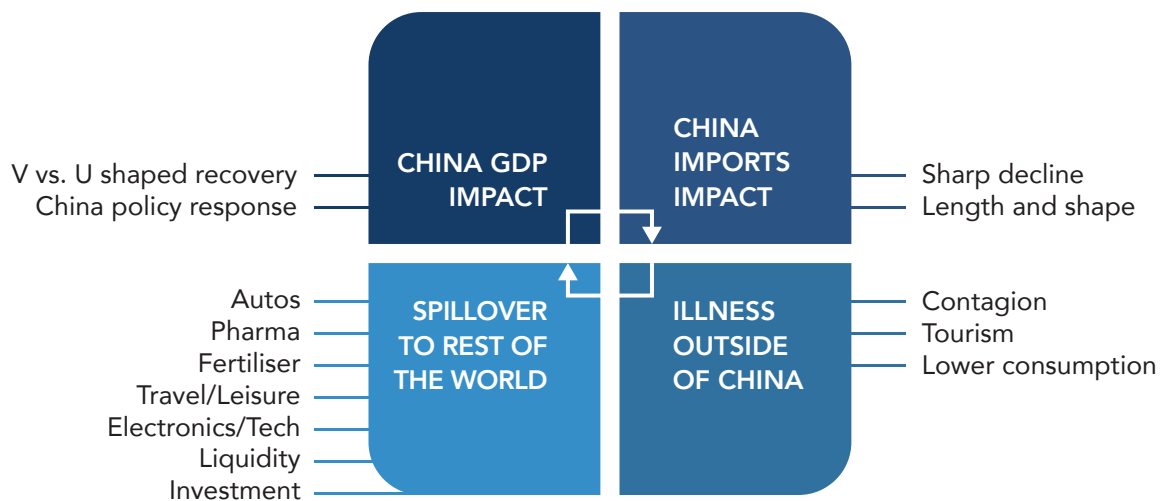 CHINA GDP
IMPACT
V vs. U shaped recovery
China policy response
CHINA
IMPORTS
IMPACT
Sharp decline
Length and shape
SPILLOVER
TO REST OF
THE WORLD
Autos
Pharma
Fertiliser
Travel/Leisure
Electronics/Tech
Liquidity
Investment
ILLNESS
OUTSIDE
OF CHINA
Contagion
Tourism
Lower consumption